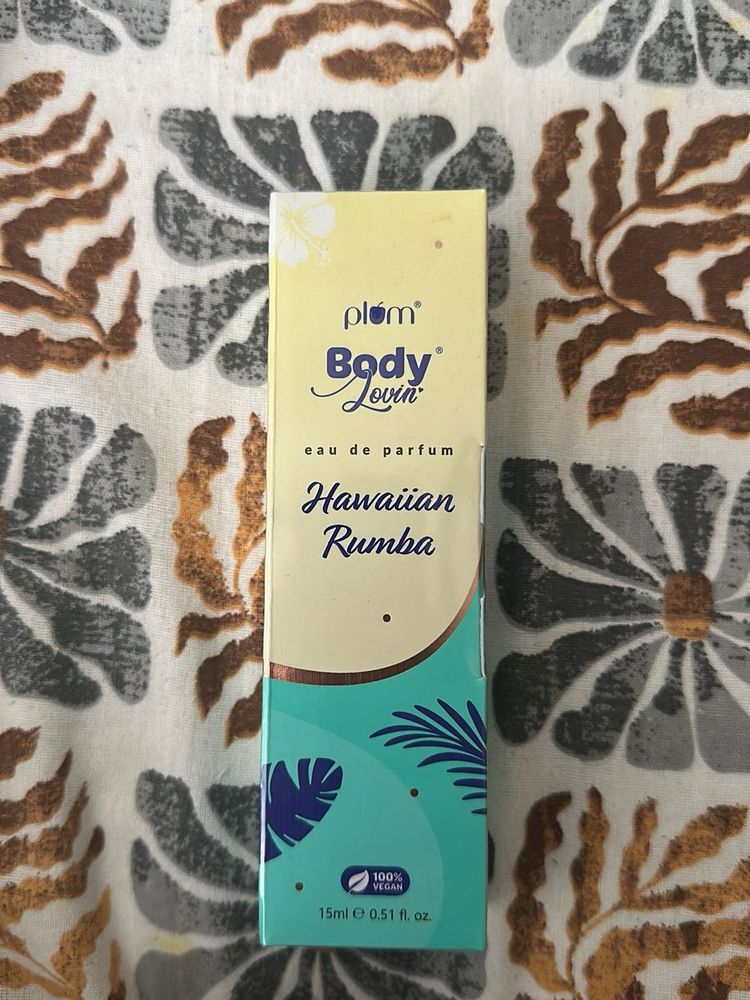 plum®
Body®
Lovin'
eau de parfum
Hawaiian
Rumba
100%
VEGAN
15ml ℮ 0.51 fl. oz.